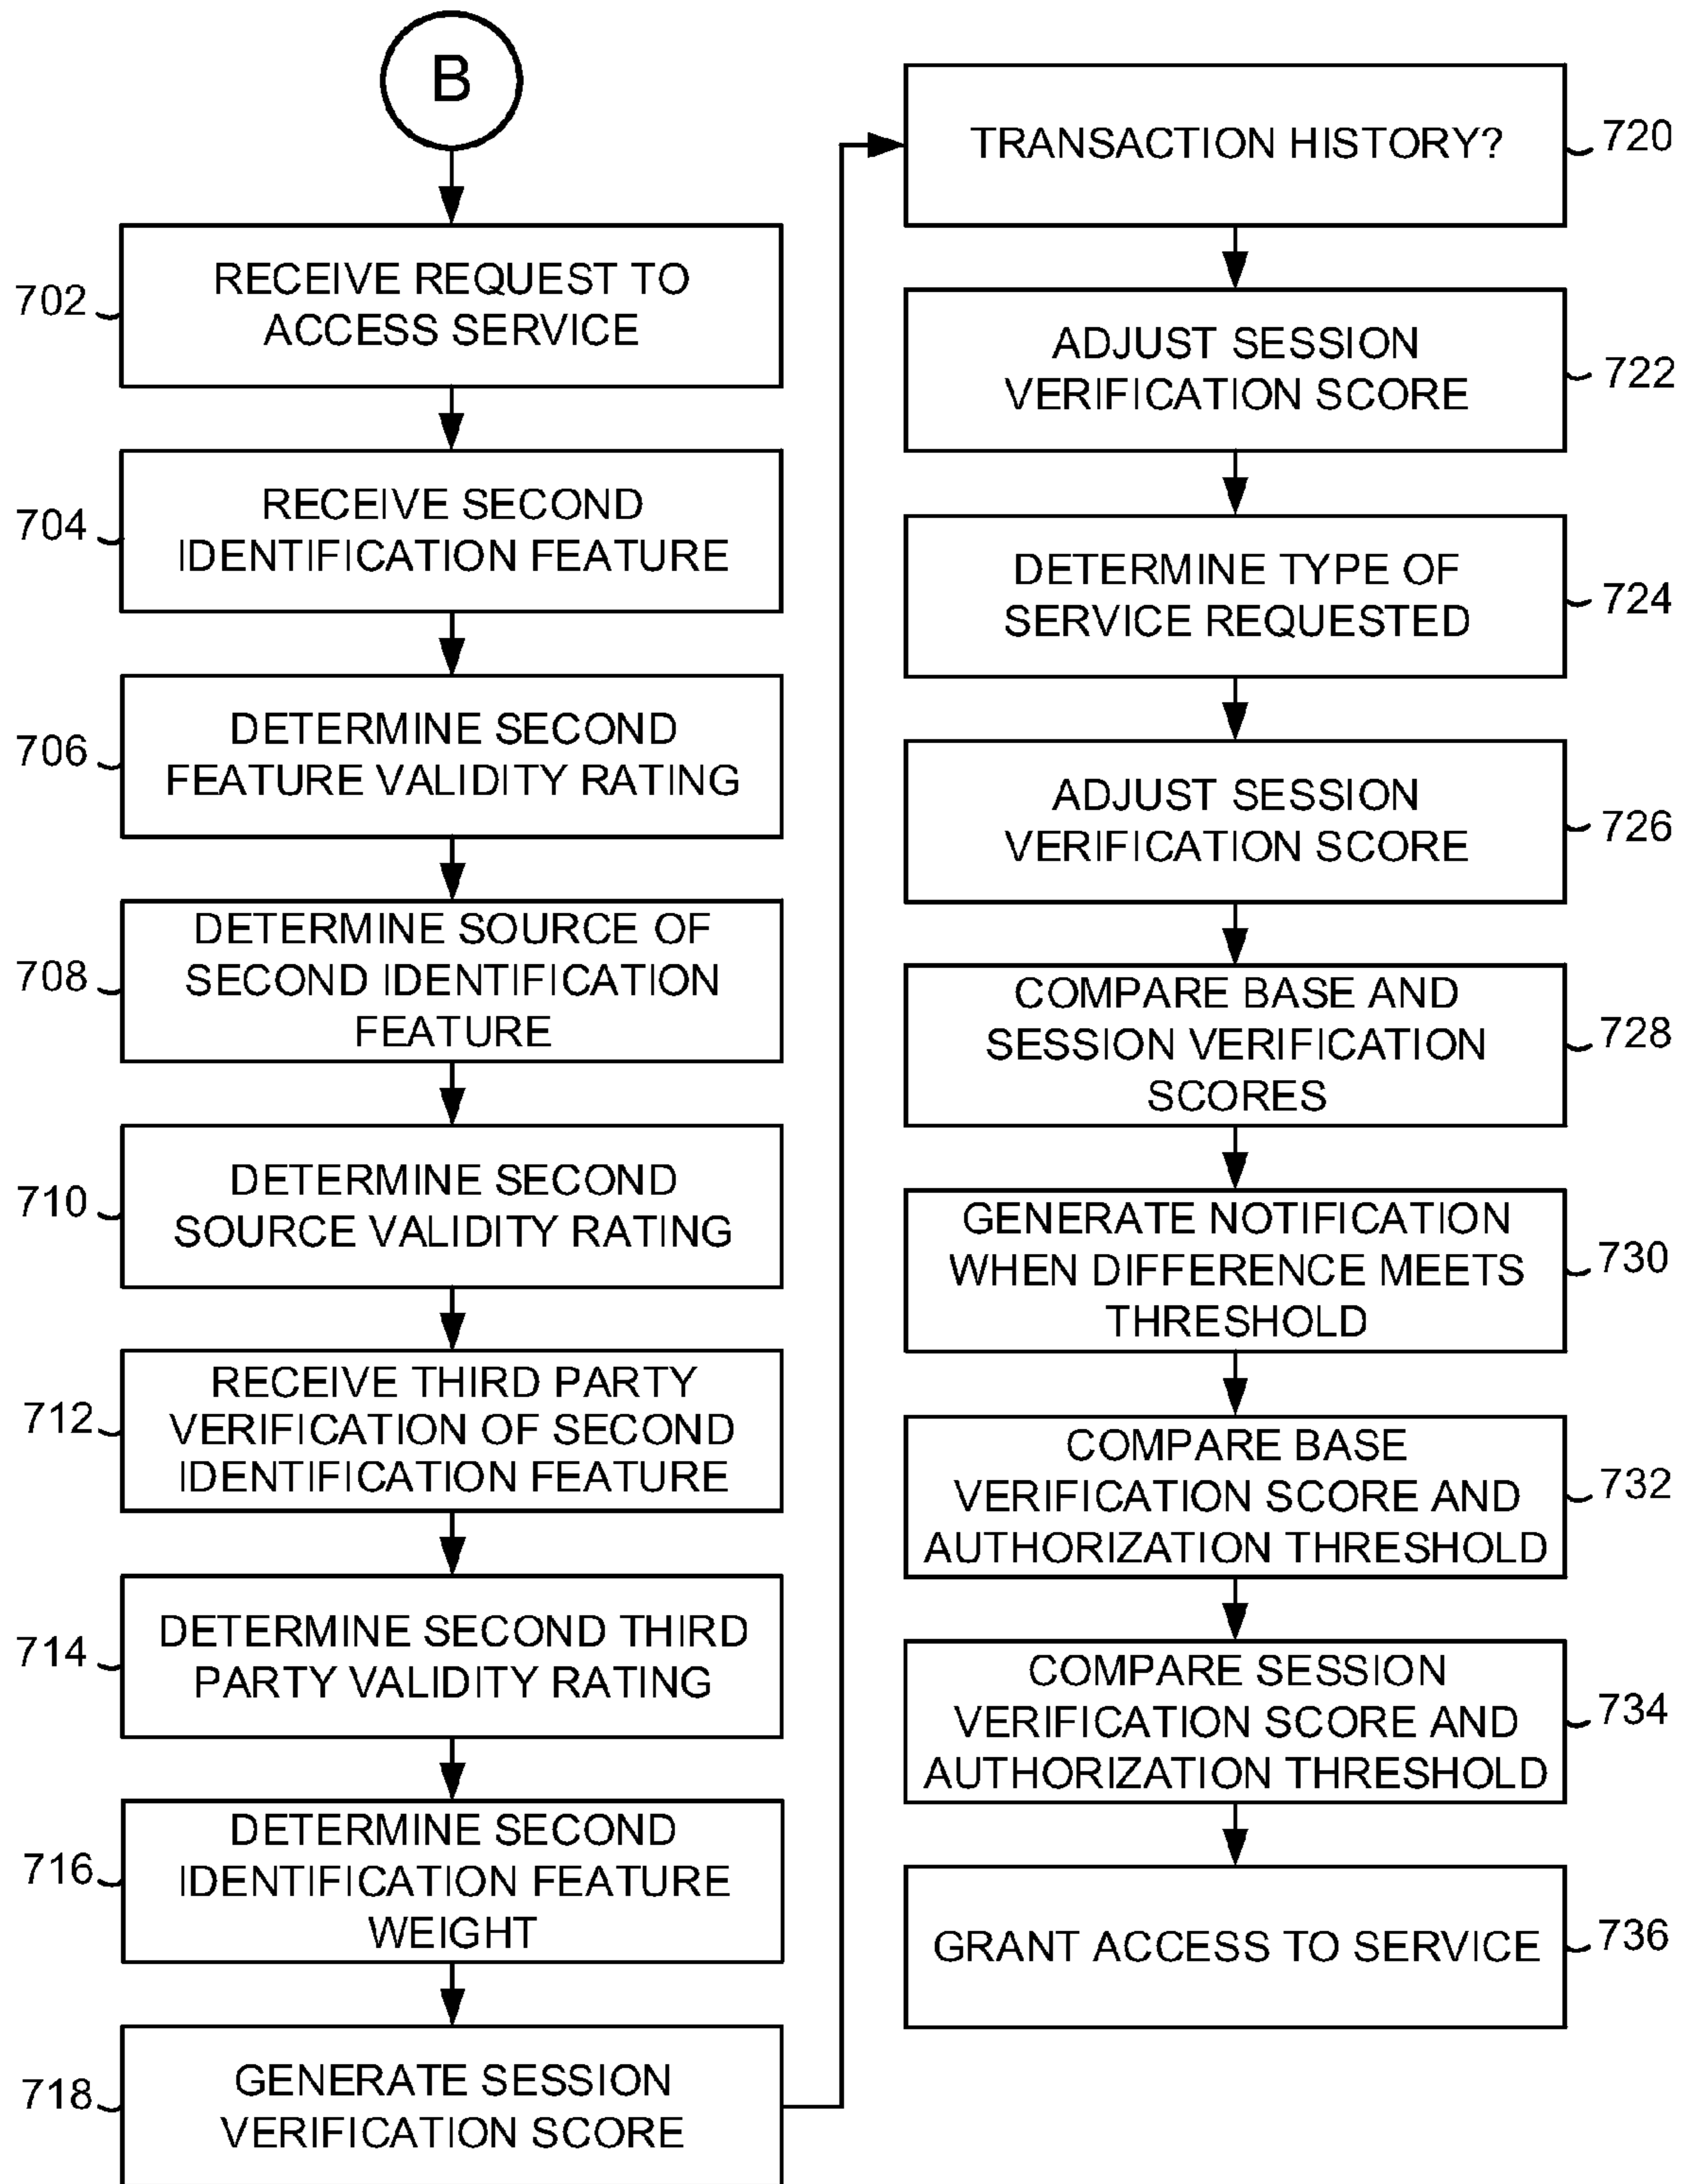 B
702
RECEIVE REQUEST TO
ACCESS SERVICE
704
RECEIVE SECOND
IDENTIFICATION FEATURE
706
DETERMINE SECOND
FEATURE VALIDITY RATING
708
DETERMINE SOURCE OF
SECOND IDENTIFICATION
FEATURE
710
DETERMINE SECOND
SOURCE VALIDITY RATING
712
RECEIVE THIRD PARTY
VERIFICATION OF SECOND
IDENTIFICATION FEATURE
714
DETERMINE SECOND THIRD
PARTY VALIDITY RATING
716
DETERMINE SECOND
IDENTIFICATION FEATURE
WEIGHT
718
GENERATE SESSION
VERIFICATION SCORE
TRANSACTION HISTORY?
720
ADJUST SESSION
VERIFICATION SCORE
722
DETERMINE TYPE OF
SERVICE REQUESTED
724
ADJUST SESSION
VERIFICATION SCORE
726
COMPARE BASE AND
SESSION VERIFICATION
SCORES
728
GENERATE NOTIFICATION
WHEN DIFFERENCE MEETS
THRESHOLD
730
COMPARE BASE
VERIFICATION SCORE AND
AUTHORIZATION THRESHOLD
732
COMPARE SESSION
VERIFICATION SCORE AND
AUTHORIZATION THRESHOLD
734
GRANT ACCESS TO SERVICE
736